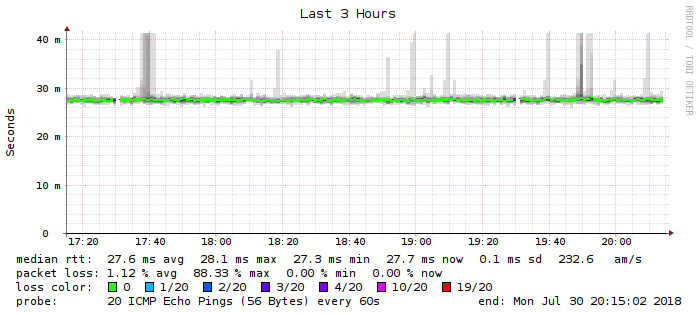 Last 3 Hours
RRDTOOL / TOBI OETIKER
Seconds
40 m
30 m
20 m
10 m
0
17:20 17:40 18:00 18:20 18:40 19:00 19:20 19:40 20:00
median rtt: 27.6 ms avg 28.1 ms max 27.3 ms min 27.7 ms now 0.1 ms sd 232.6 am/s
packet loss: 1.12 % avg 88.33 % max 0.00 % min 0.00 % now
loss color: 0 1/20 2/20 3/20 4/20 10/20 19/20
probe: 20 ICMP Echo Pings (56 Bytes) every 60s end: Mon Jul 30 20:15:02 2018